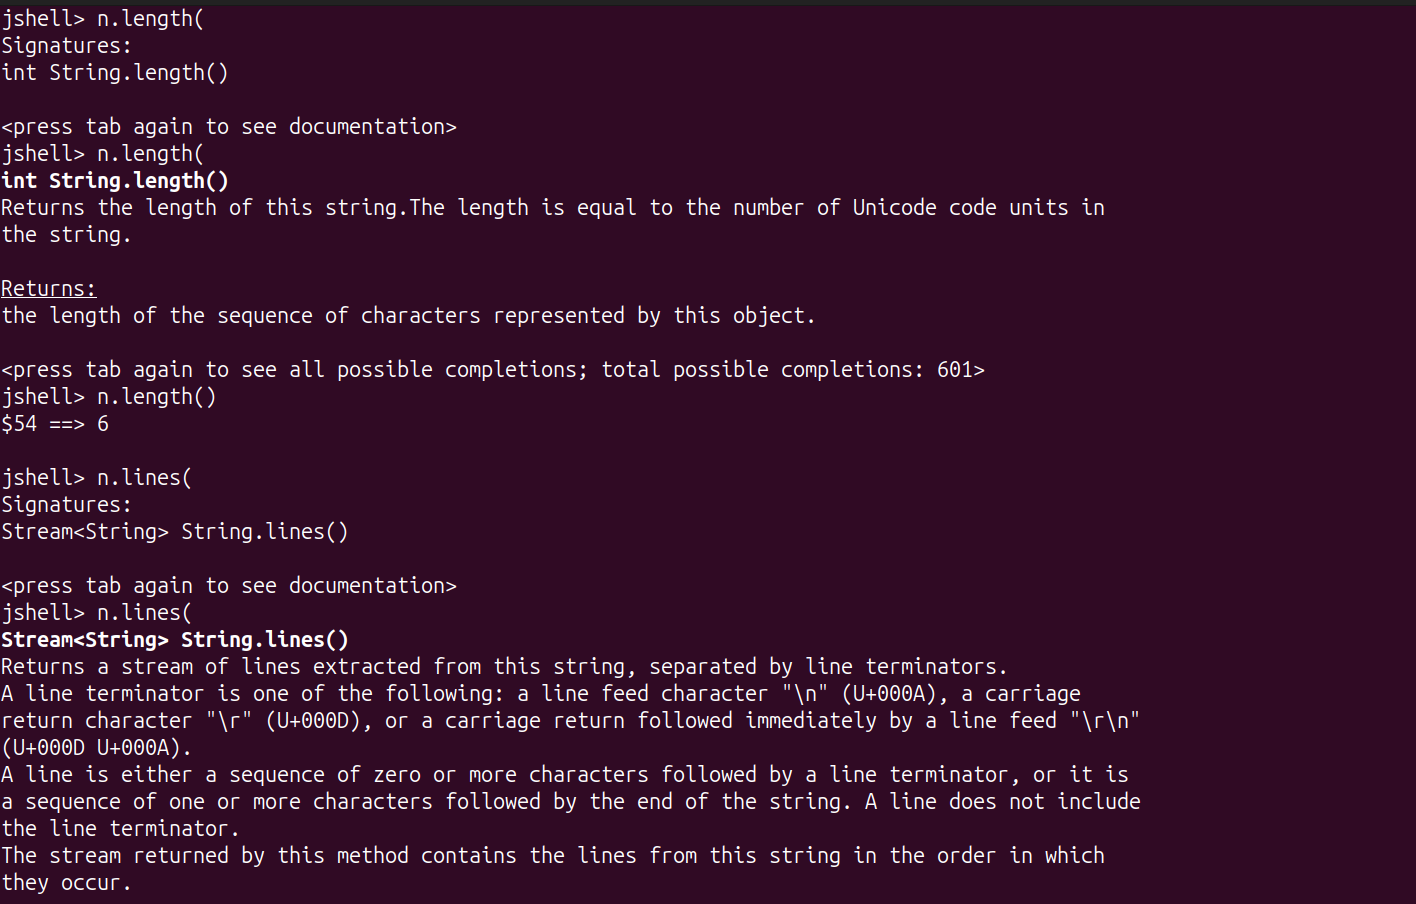 jshell> n.length(
Signatures:
int String.length()
<press tab again to see documentation>
jshell> n.length(
int String.length()
Returns the length of this string.The length is equal to the number of Unicode code units in
the string.
Returns:
the length of the sequence of characters represented by this object.
<press tab again to see all possible completions; total possible completions: 601>
jshell> n.length()
$54 ==> 6
jshell> n.lines(
Signatures:
Stream<String> String.lines()
<press tab again to see documentation>
jshell> n.lines(
Stream<String> String.lines()
Returns a stream of lines extracted from this string, separated by line terminators.
A line terminator is one of the following: a line feed character "\n" (U+000A), a carriage
return character "\r" (U+000D), or a carriage return followed immediately by a line feed "\r\n"
(U+000D U+000A).
A line is either a sequence of zero or more characters followed by a line terminator, or it is
a sequence of one or more characters followed by the end of the string. A line does not include
the line terminator.
The stream returned by this method contains the lines from this string in the order in which
they occur.